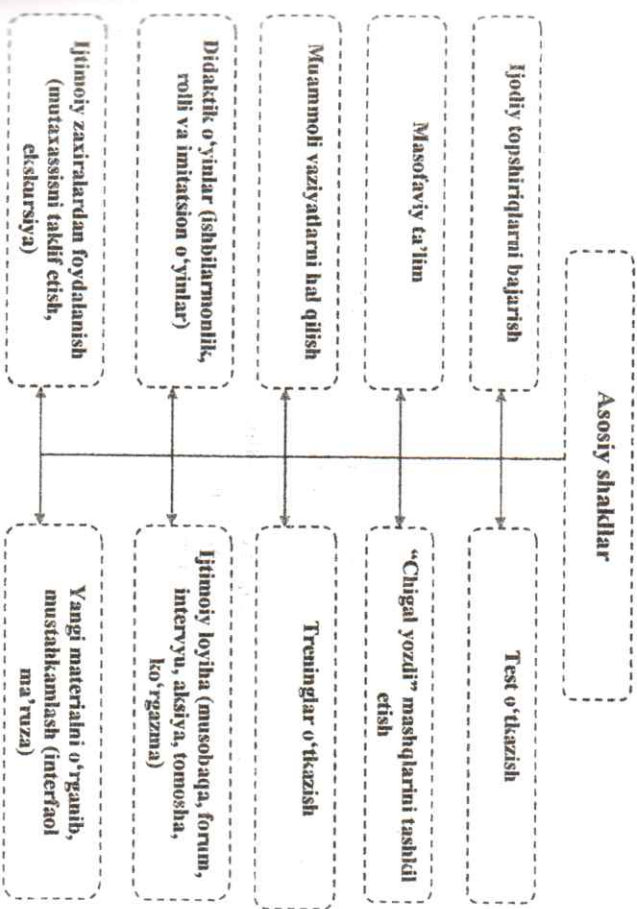 Asosiy shakllar
Ijodiy topshiriqlarni bajarish
Test o‘tkazish
Masofaviy ta’lim
“Chigal yozdi” mashqlarini tashkil
etish
Muammoli vaziyatlarni hal qilish
Treninglar o‘tkazish
Didaktik o‘yinlar (ishbilarmonlik,
rolli va imitatsion o‘yinlar)
Ijtimoiy loyiha (musobaqa, forum,
intervyu, aksiya, tomosha,
ko‘rgazma)
Ijtimoiy zaxiralardan foydalanish
(mutaxassisni taklif etish,
ekskursiya)
Yangi materialni o‘rganib,
mustahkamlash (interfaol
ma’ruza)